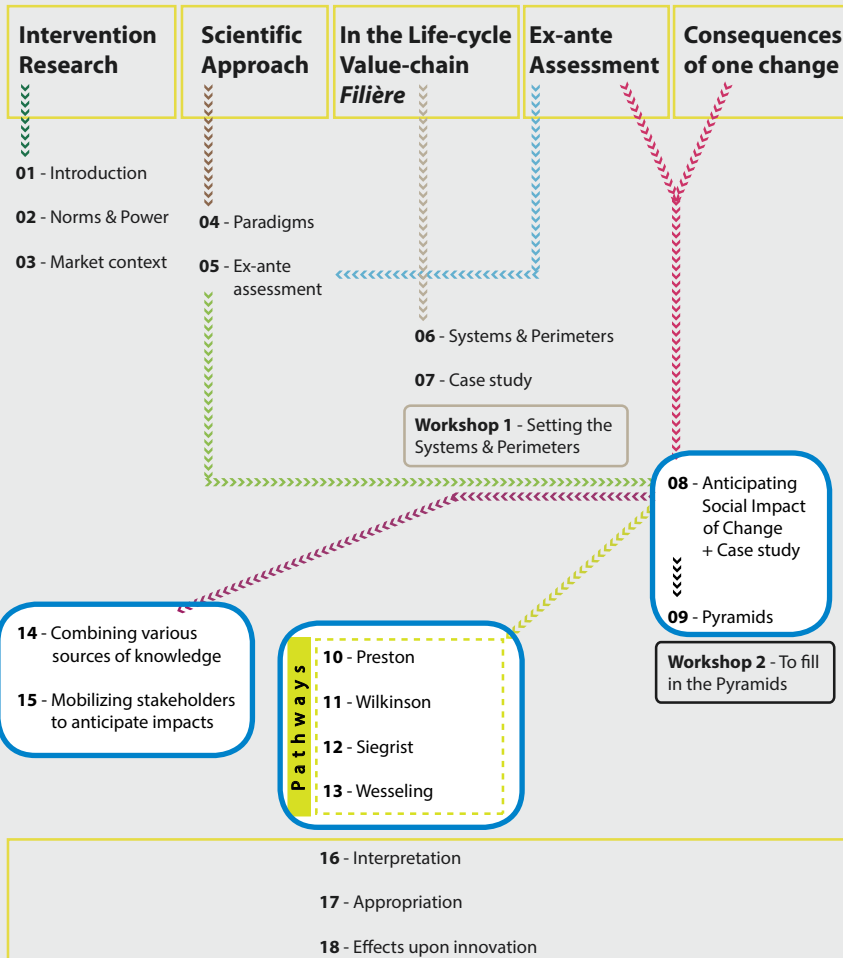 Intervention
Research
Scientific
Approach
In the Life-cycle
Value-chain
Filière
Ex-ante
Assessment
Consequences
of one change
01 - Introduction
02 - Norms & Power
03 - Market context
04 - Paradigms
05 - Ex-ante
assessment
06 - Systems & Perimeters
07 - Case study
Workshop 1 - Setting the
Systems & Perimeters
08 - Anticipating
Social Impact
of Change
+ Case study
09 - Pyramids
Workshop 2 - To fill
in the Pyramids
14 - Combining various
sources of knowledge
15 - Mobilizing stakeholders
to anticipate impacts
Pathways
10 - Preston
11 - Wilkinson
12 - Siegrist
13 - Wesseling
16 - Interpretation
17 - Appropriation
18 - Effects upon innovation